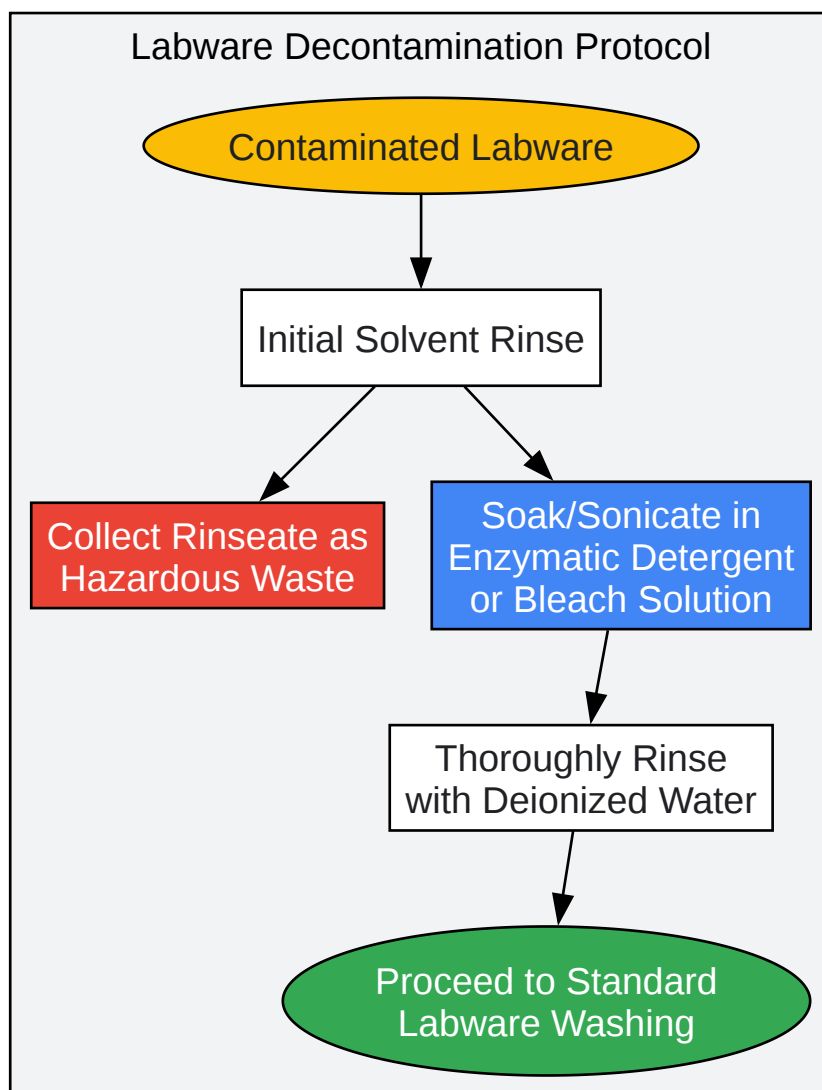 Labware Decontamination Protocol
Contaminated Labware
Initial Solvent Rinse
Collect Rinseate as
Hazardous Waste
Soak/Sonicate in
Enzymatic Detergent
or Bleach Solution
Thoroughly Rinse
with Deionized Water
Proceed to Standard
Labware Washing